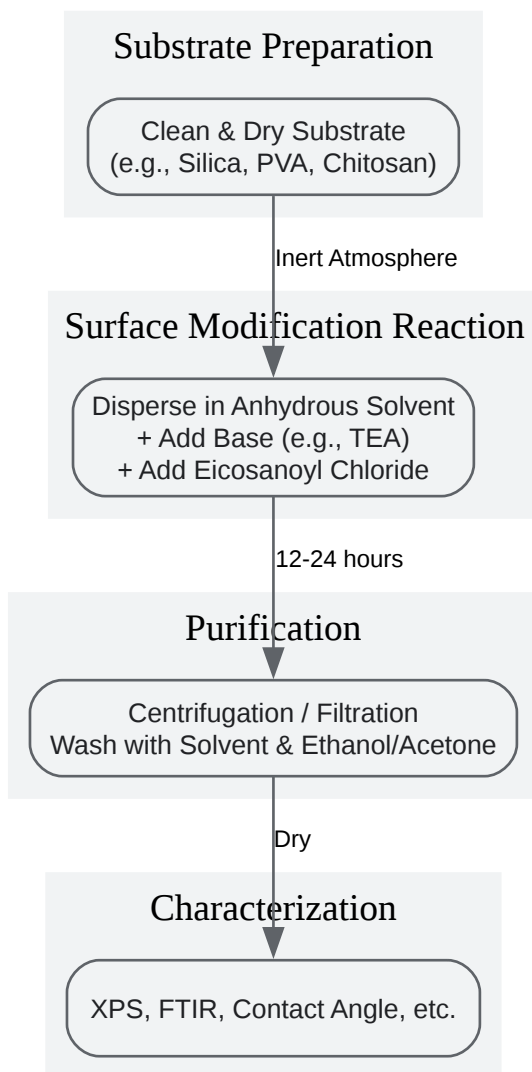 Substrate Preparation
Clean & Dry Substrate
(e.g., Silica, PVA, Chitosan)
Inert Atmosphere
Surface Modification Reaction
Disperse in Anhydrous Solvent
+ Add Base (e.g., TEA)
+ Add Eicosanoyl Chloride
12-24 hours
Purification
Centrifugation / Filtration
Wash with Solvent & Ethanol/Acetone
Dry
Characterization
XPS, FTIR, Contact Angle, etc.